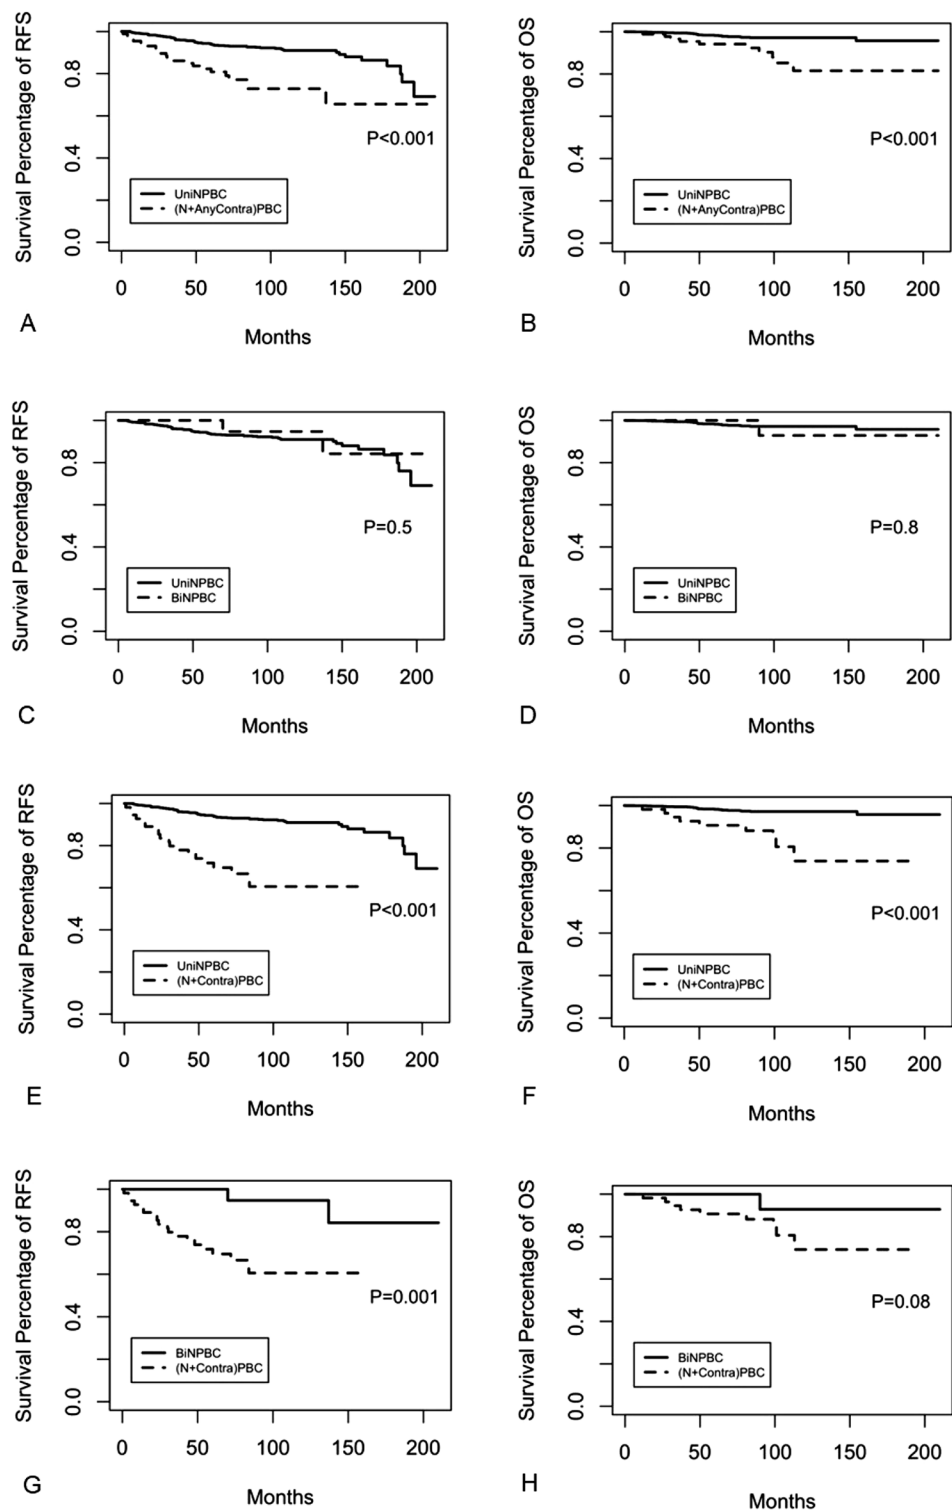 Survival Percentage of RFS
0.8
0.4
0.0
P<0.001
UniNPBC
(N+AnyContra)PBC
0 50 100 150 200
Months
A
Survival Percentage of OS
0.8
0.4
0.0
P<0.001
UniNPBC
(N+AnyContra)PBC
0 50 100 150 200
Months
B
Survival Percentage of RFS
0.8
0.4
0.0
P=0.5
UniNPBC
BiNPBC
0 50 100 150 200
Months
C
Survival Percentage of OS
0.8
0.4
0.0
P=0.8
UniNPBC
BiNPBC
0 50 100 150 200
Months
D
Survival Percentage of RFS
0.8
0.4
0.0
P<0.001
UniNPBC
(N+Contra)PBC
0 50 100 150 200
Months
E
Survival Percentage of OS
0.8
0.4
0.0
P<0.001
UniNPBC
(N+Contra)PBC
0 50 100 150 200
Months
F
Survival Percentage of RFS
0.8
0.4
0.0
P=0.001
BiNPBC
(N+Contra)PBC
0 50 100 150 200
Months
G
Survival Percentage of OS
0.8
0.4
0.0
P=0.08
BiNPBC
(N+Contra)PBC
0 50 100 150 200
Months
H